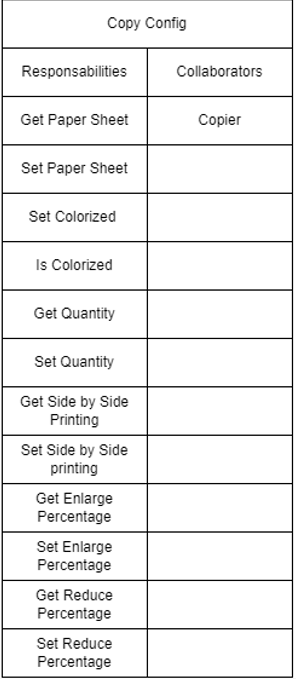 Copy Config
Responsabilities Collaborators
Get Paper Sheet Copier
Set Paper Sheet
Set Colorized
Is Colorized
Get Quantity
Set Quantity
Get Side by Side
Printing
Set Side by Side
printing
Get Enlarge
Percentage
Set Enlarge
Percentage
Get Reduce
Percentage
Set Reduce
Percentage